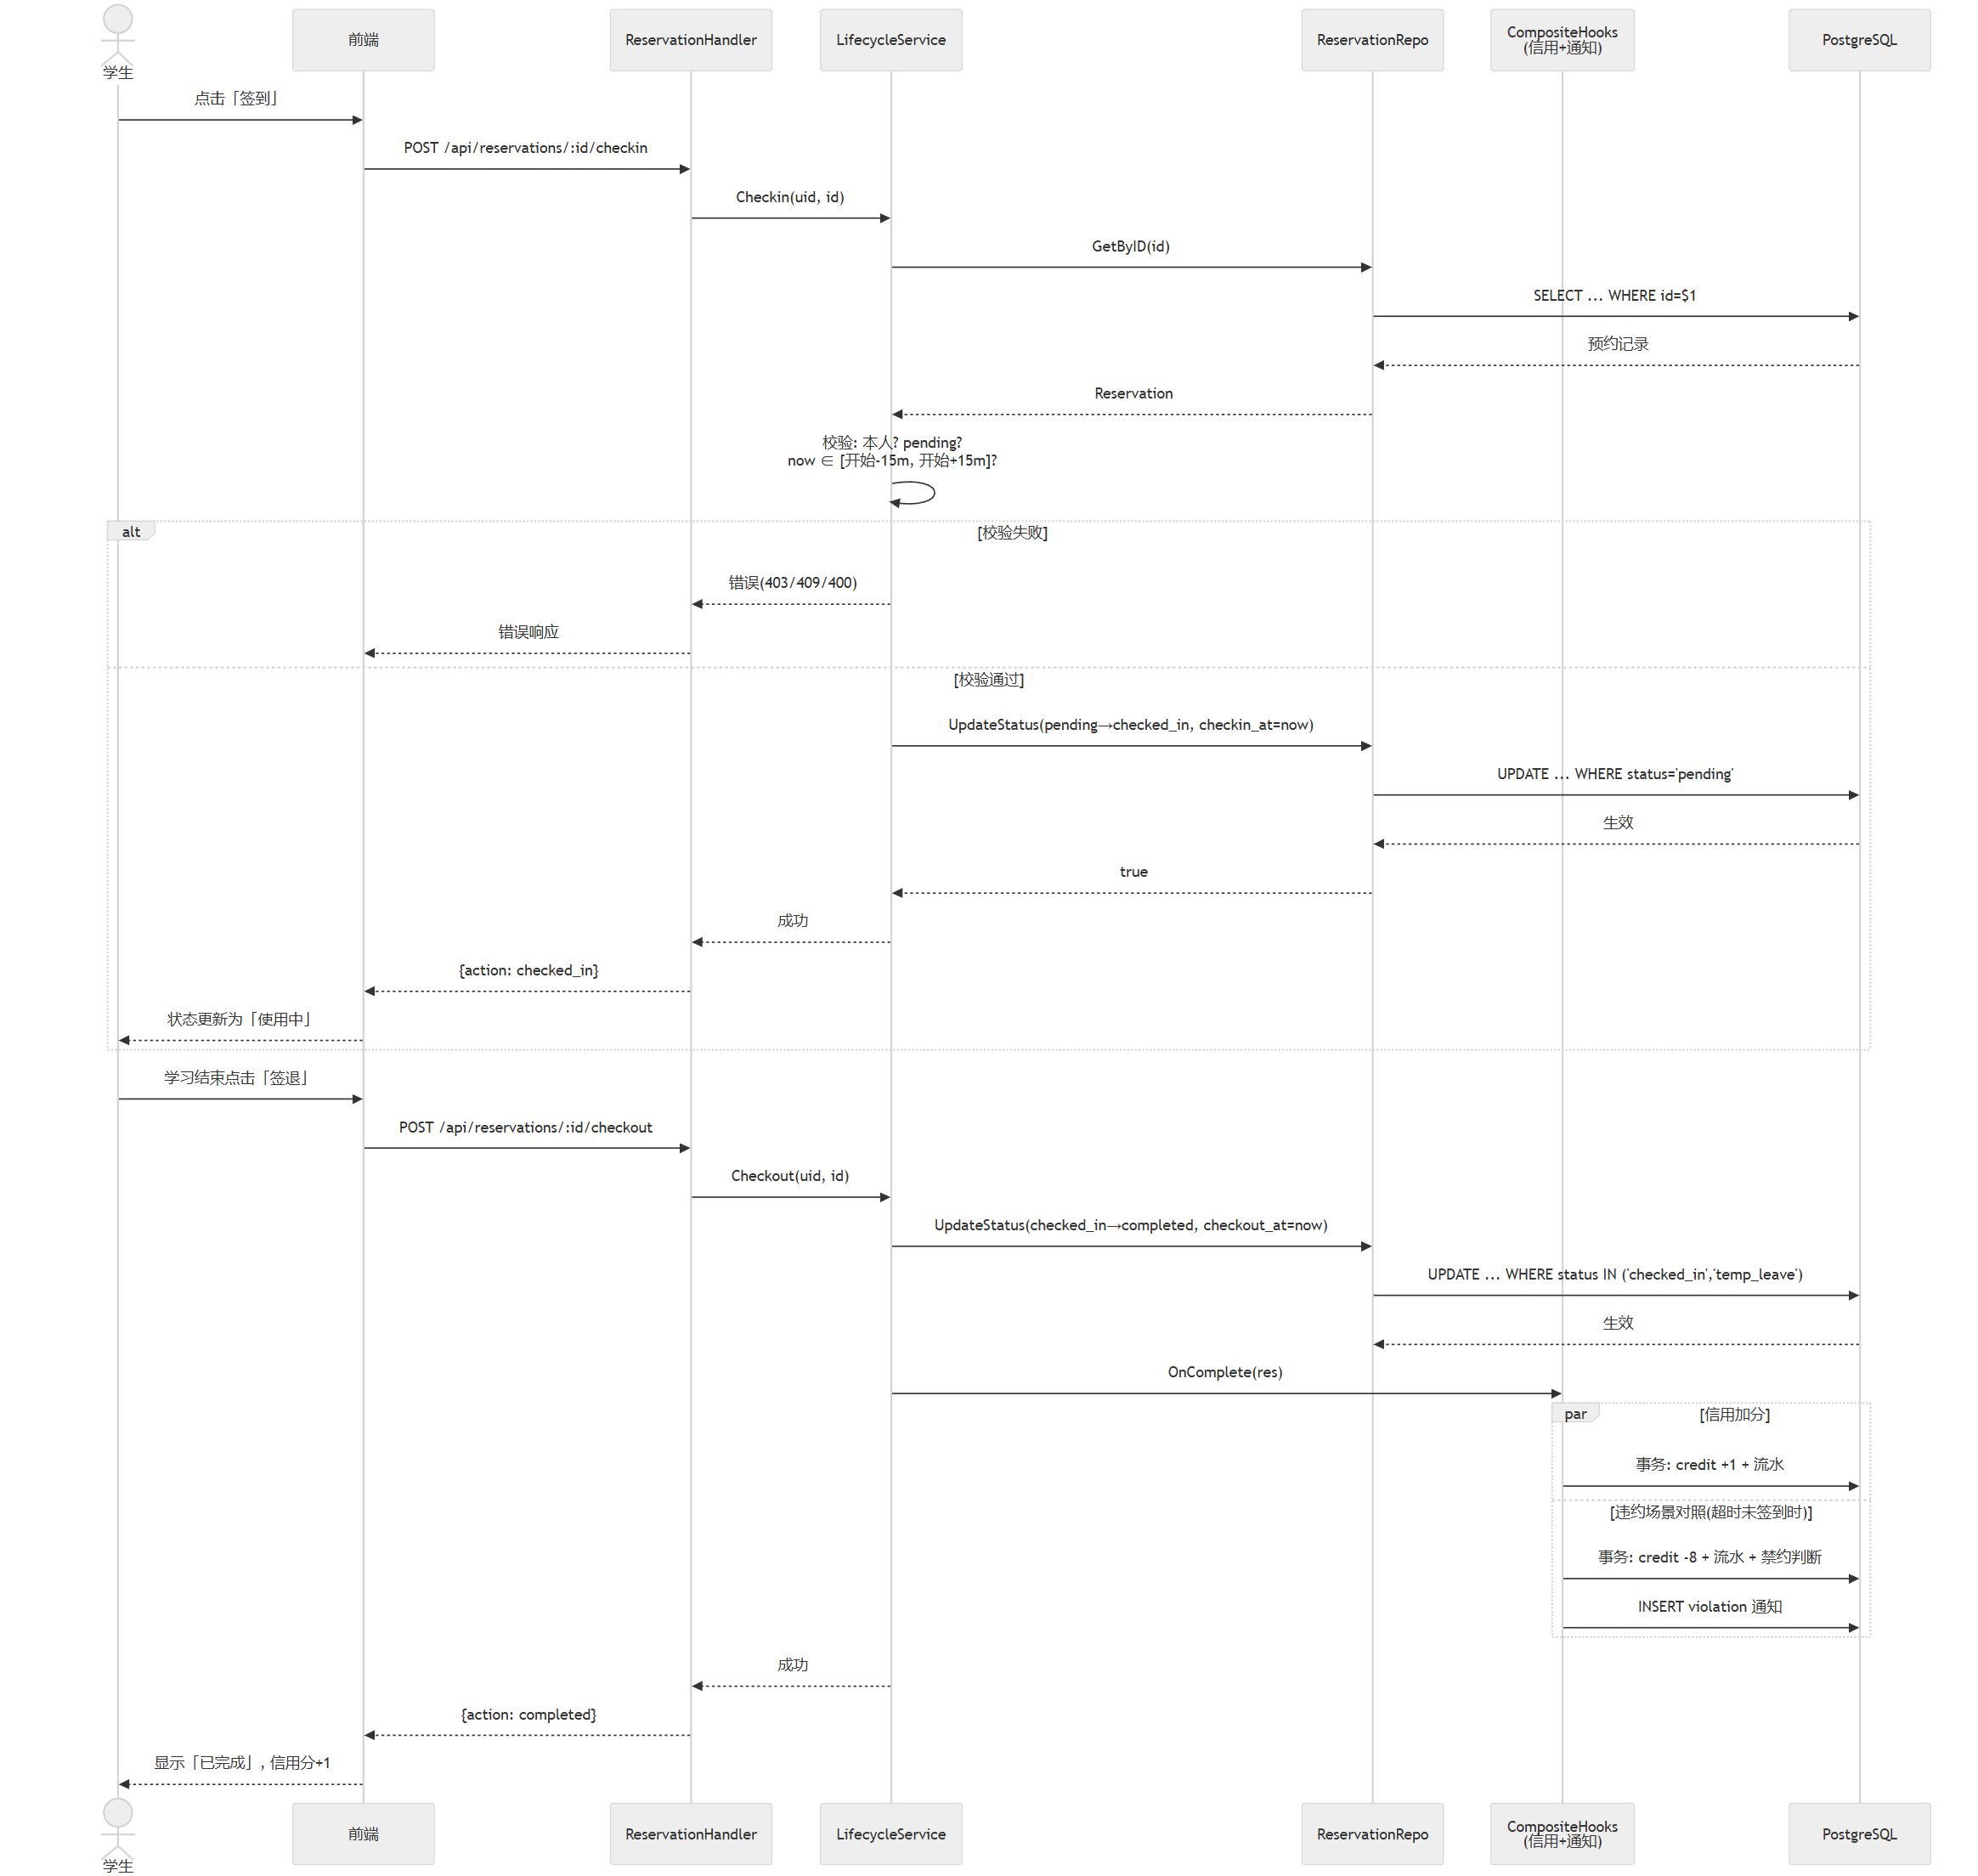 学生
前端
ReservationHandler
LifecycleService
ReservationRepo
CompositeHooks
(信用+通知)
PostgreSQL
点击「签到」
POST /api/reservations/:id/checkin
Checkin(uid, id)
GetByID(id)
SELECT ... WHERE id=$1
预约记录
Reservation
校验: 本人? pending?
now ∈ [开始-15m, 开始+15m]?
alt
[校验失败]
错误(403/409/400)
错误响应
[校验通过]
UpdateStatus(pending→checked_in, checkin_at=now)
UPDATE ... WHERE status='pending'
生效
true
成功
{action: checked_in}
状态更新为「使用中」
学习结束点击「签退」
POST /api/reservations/:id/checkout
Checkout(uid, id)
UpdateStatus(checked_in→completed, checkout_at=now)
UPDATE ... WHERE status IN ('checked_in','temp_leave')
生效
OnComplete(res)
par
[信用加分]
事务: credit +1 + 流水
[违约场景对照(超时未签到时)]
事务: credit -8 + 流水 + 禁约判断
INSERT violation 通知
成功
{action: completed}
显示「已完成」, 信用分+1
学生
前端
ReservationHandler
LifecycleService
ReservationRepo
CompositeHooks
(信用+通知)
PostgreSQL